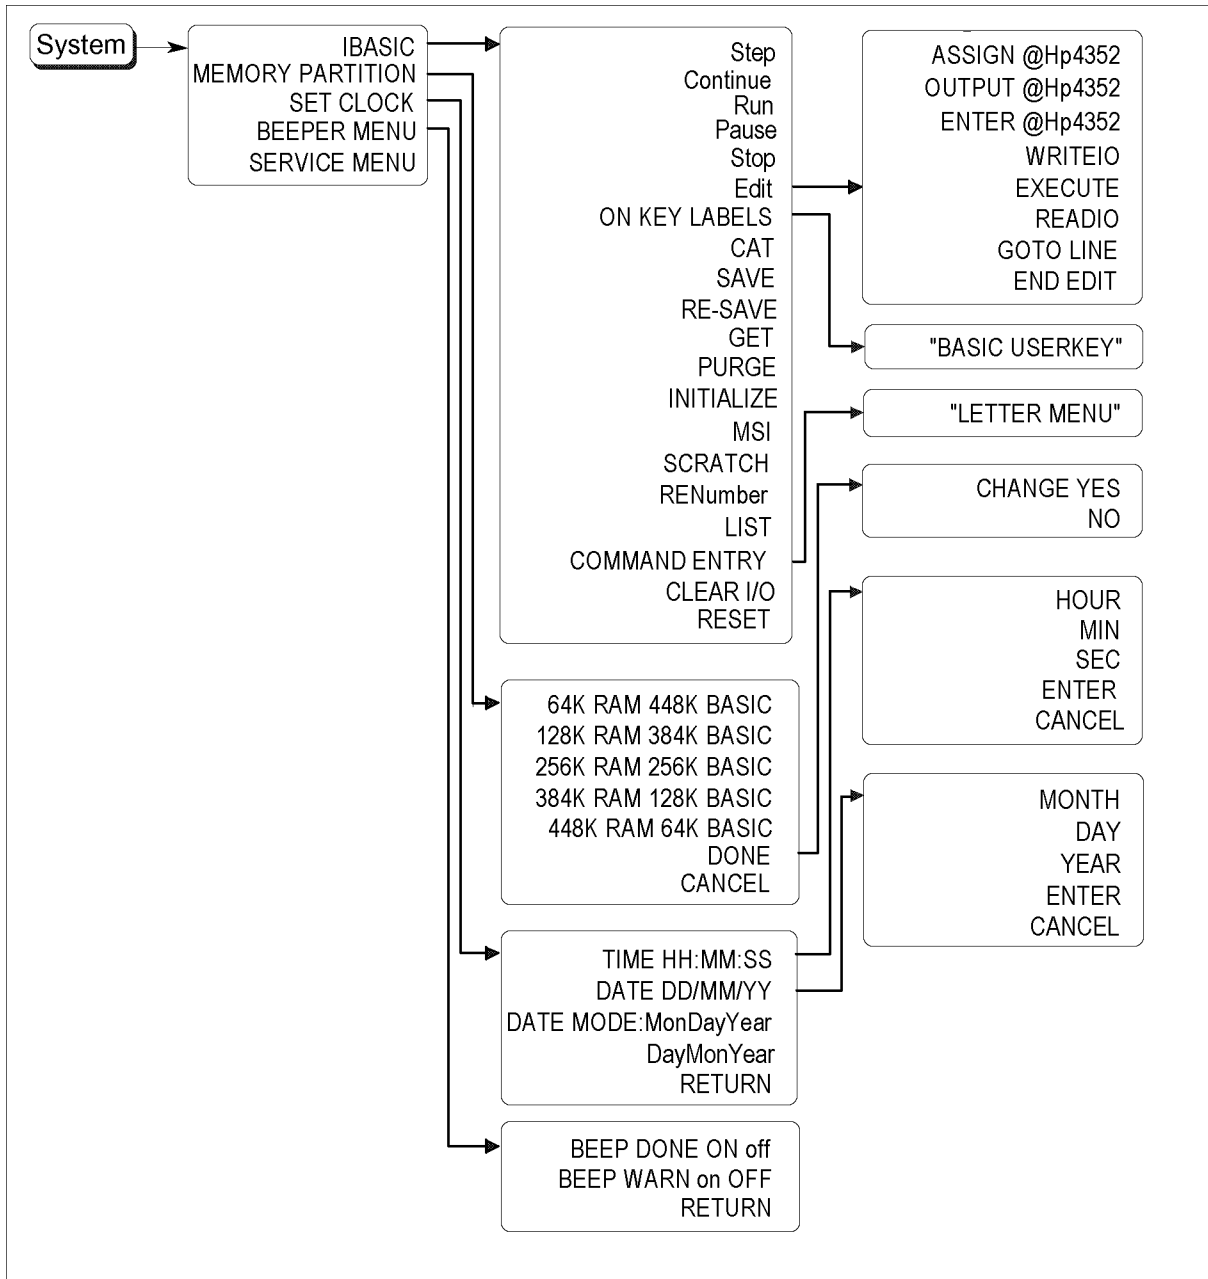 System
IBASIC
MEMORY PARTITION
SET CLOCK
BEEPER MENU
SERVICE MENU
Step
Continue
Run
Pause
Stop
Edit
ON KEY LABELS
CAT
SAVE
RE-SAVE
GET
PURGE
INITIALIZE
MSI
SCRATCH
RENumber
LIST
COMMAND ENTRY
CLEAR I/O
RESET
ASSIGN @Hp4352
OUTPUT @Hp4352
ENTER @Hp4352
WRITEIO
EXECUTE
READIO
GOTO LINE
END EDIT
"BASIC USERKEY"
"LETTER MENU"
CHANGE YES
NO
HOUR
MIN
SEC
ENTER
CANCEL
MONTH
DAY
YEAR
ENTER
CANCEL
64K RAM 448K BASIC
128K RAM 384K BASIC
256K RAM 256K BASIC
384K RAM 128K BASIC
448K RAM 64K BASIC
DONE
CANCEL
TIME HH:MM:SS
DATE DD/MM/YY
DATE MODE:MonDayYear
DayMonYear
RETURN
BEEP DONE ON off
BEEP WARN on OFF
RETURN